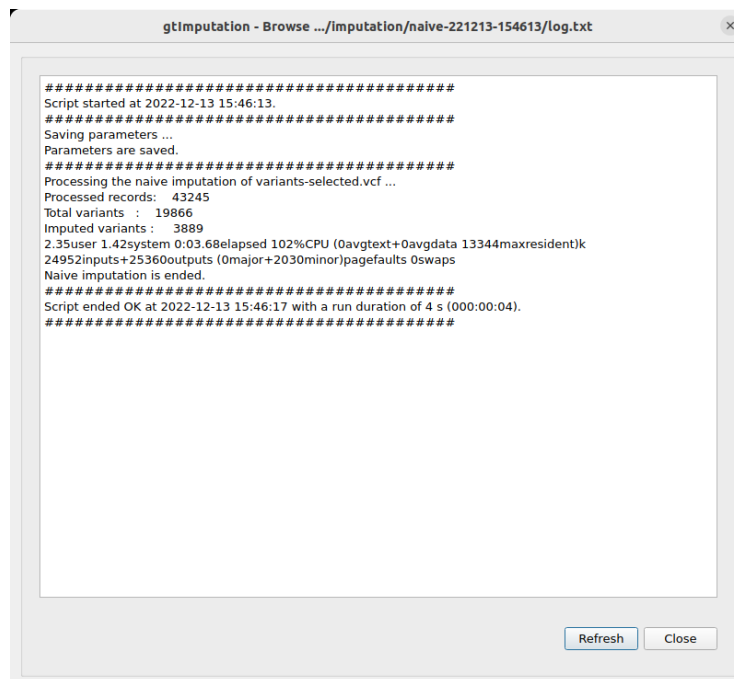 gtImputation - Browse .../imputation/naive-221213-154613/log.txt
##########################################
Script started at 2022-12-13 15:46:13.
##########################################
Saving parameters ...
Parameters are saved.
##########################################
Processing the naive imputation of variants-selected.vcf ...
Processed records:    43245
Total variants   :    19866
Imputed variants :     3889
2.35user 1.42system 0:03.68elapsed 102%CPU (0avgtext+0avgdata 13344maxresident)k
24952inputs+25360outputs (0major+2030minor)pagefaults 0swaps
Naive imputation is ended.
##########################################
Script ended OK at 2022-12-13 15:46:17 with a run duration of 4 s (000:00:04).
##########################################
Refresh Close